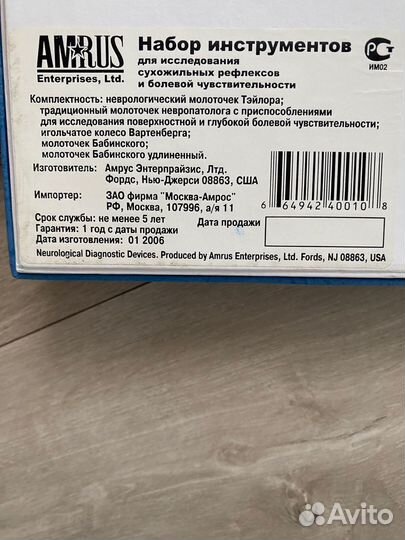 AMRUS
Enterprises, Ltd.
Набор инструментов
для исследования
сухожильных рефлексов
и болевой чувствительности
РС
ИМ02
Комплектность: неврологический молоточек Тэйлора;
традиционный молоточек невропатолога с приспособлениями
для исследования поверхностной и глубокой болевой чувствительности;
игольчатое колесо Вартенберга;
молоточек Бабинского;
молоточек Бабинского удлиненный.
Изготовитель: Амрус Энтерпрайзис, Лтд.
Фордс, Нью-Джерси 08863, США
Импортер: ЗАО фирма "Москва-Амрос"
РФ, Москва, 107996, а/я 11
Срок службы: не менее 5 лет
Гарантия: 1 год с даты продажи
Дата изготовления: 01 2006
Дата продажи
6 64942 40010 8
Neurological Diagnostic Devices. Produced by Amrus Enterprises, Ltd. Fords, NJ 08863, USA
Avito